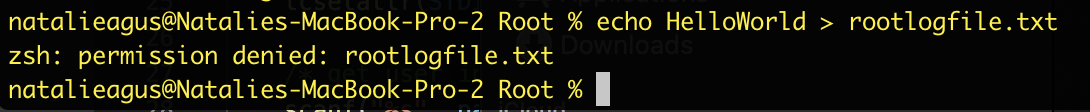 natalieagus@Natalies-MacBook-Pro-2 Root % echo HelloWorld > rootlogfile.txt
zsh: permission denied: rootlogfile.txt
Downloads
natalieagus@Natalies-MacBook-Pro-2 Root %